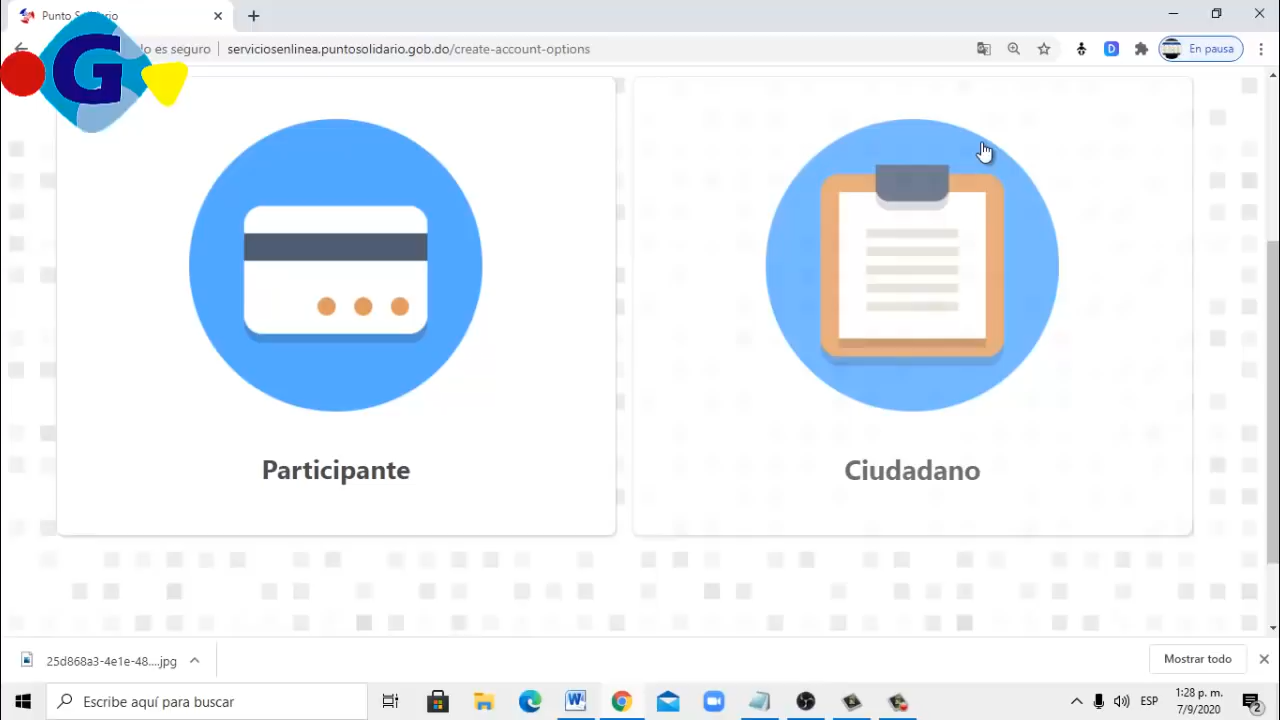 Punto Solidario
lo es seguro
serviciosenlinea.puntosolidario.gob.do/create-account-options
En pausa
G
Participante
Ciudadano
25d868a3-4e1e-48....jpg
Mostrar todo
Escribe aquí para buscar
ESP
1:28 p. m.
7/9/2020
2